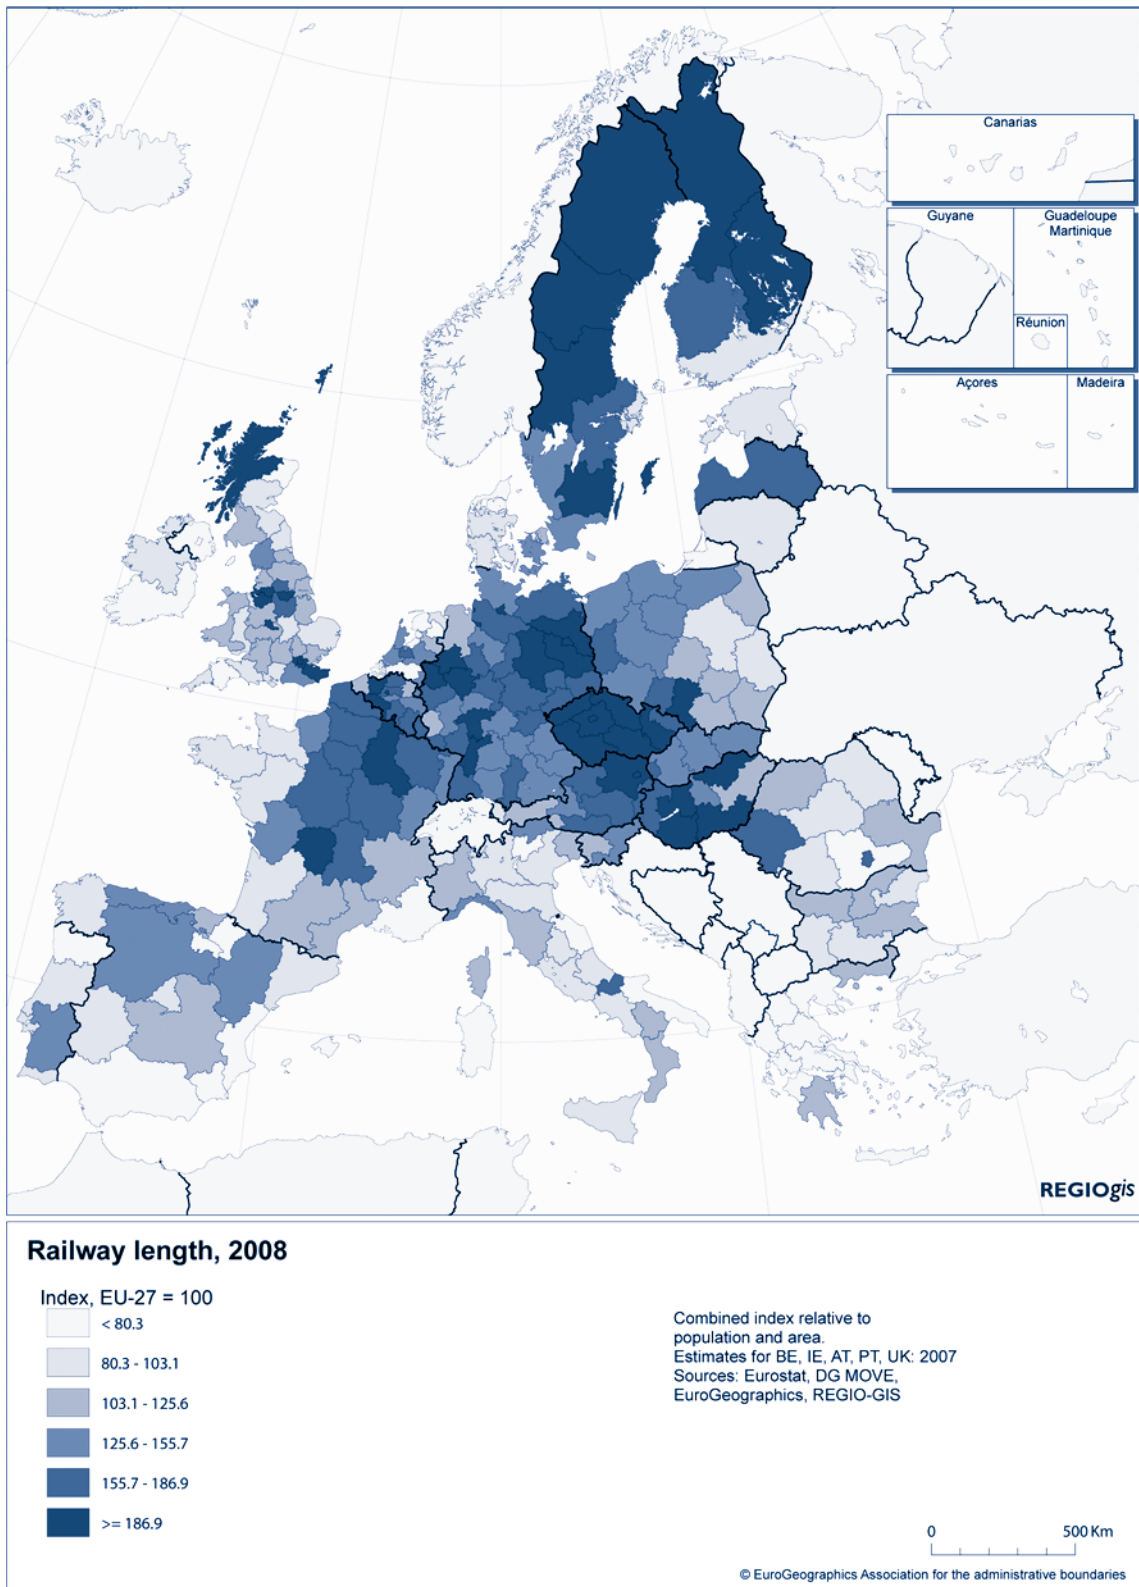 Canarias
Guyane
Guadeloupe
Martinique
Réunion
Açores
Madeira
REGIOgis
Railway length, 2008
Index, EU-27 = 100
< 80.3
80.3 - 103.1
103.1 - 125.6
125.6 - 155.7
155.7 - 186.9
>= 186.9
Combined index relative to
population and area.
Estimates for BE, IE, AT, PT, UK: 2007
Sources: Eurostat, DG MOVE,
EuroGeographics, REGIO-GIS
0 500 Km
© EuroGeographics Association for the administrative boundaries